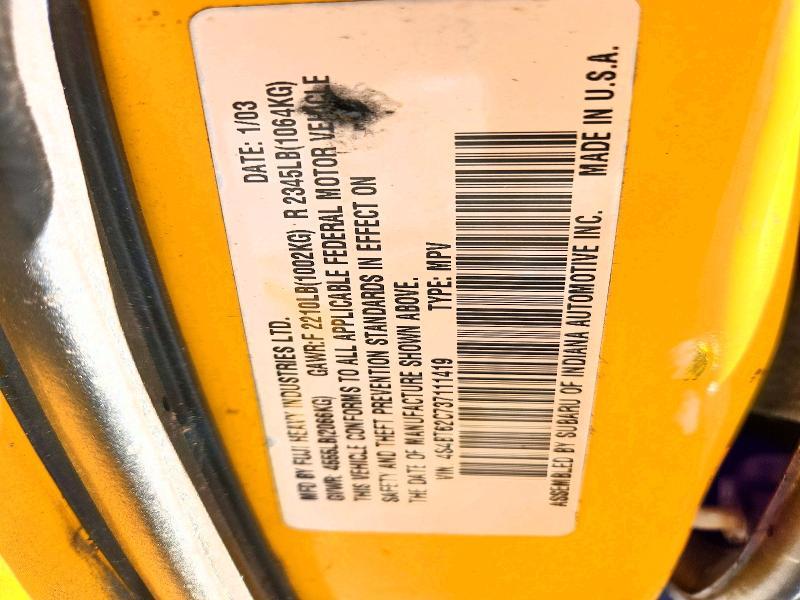 MFD BY FUJI HEAVY INDUSTRIES LTD. DATE: 1/03
GVWR: 4555LB(2066KG) GAWR:F 2210LB(1002KG) R 2345LB(1064KG)
THIS VEHICLE CONFORMS TO ALL APPLICABLE FEDERAL MOTOR VEHICLE
SAFETY AND THEFT PREVENTION STANDARDS IN EFFECT ON
THE DATE OF MANUFACTURE SHOWN ABOVE.
VIN: 4S4BT62C737111419 TYPE: MPV
ASSEMBLED BY SUBARU OF INDIANA AUTOMOTIVE INC. MADE IN U.S.A.